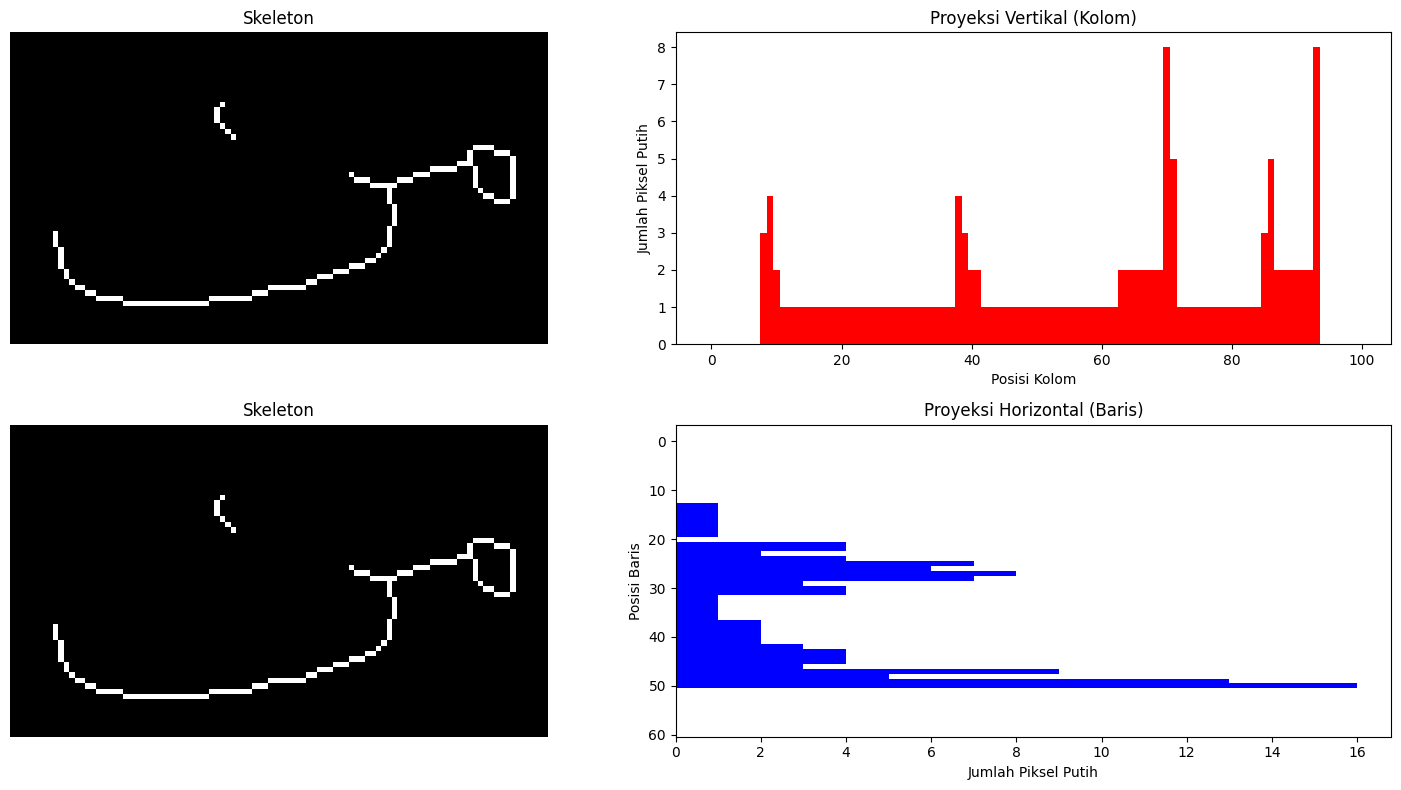 Skeleton
Proyeksi Vertikal (Kolom)
Jumlah Piksel Putih
8
7
6
5
4
3
2
1
0
0 20 40 60 80 100
Posisi Kolom
Skeleton
Proyeksi Horizontal (Baris)
Posisi Baris
0
10
20
30
40
50
60
0 2 4 6 8 10 12 14 16
Jumlah Piksel Putih